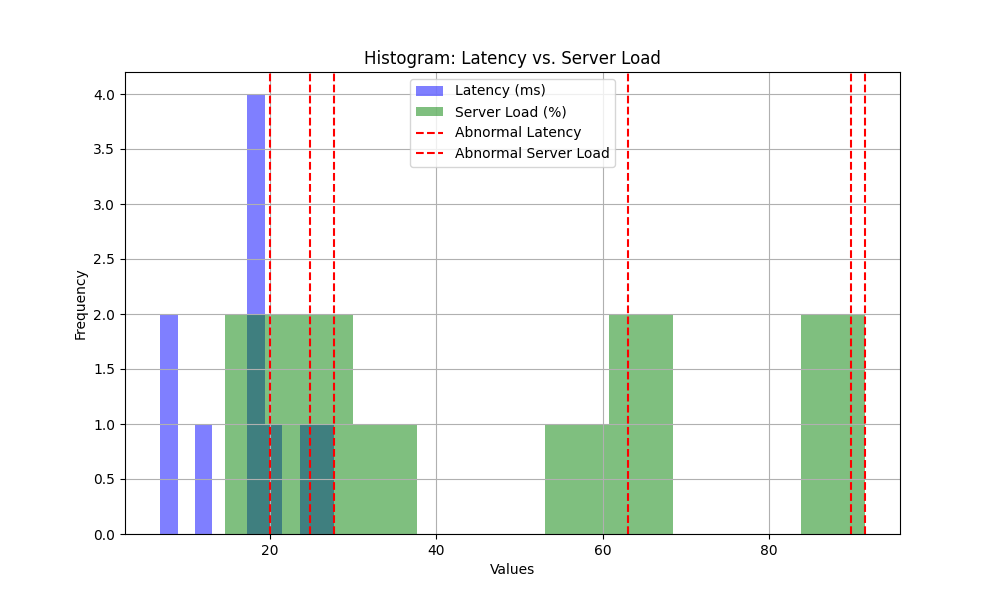 Histogram: Latency vs. Server Load
Latency (ms)
Server Load (%)
Abnormal Latency
Abnormal Server Load
Frequency
4.0
3.5
3.0
2.5
2.0
1.5
1.0
0.5
0.0
20 40 60 80
Values